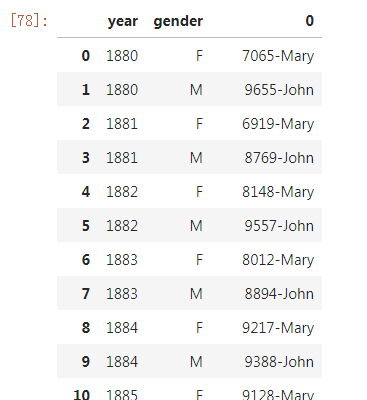 [78]: year gender 0
0 1880 F 7065-Mary
1 1880 M 9655-John
2 1881 F 6919-Mary
3 1881 M 8769-John
4 1882 F 8148-Mary
5 1882 M 9557-John
6 1883 F 8012-Mary
7 1883 M 8894-John
8 1884 F 9217-Mary
9 1884 M 9388-John
10 1885 F 9128-Mary